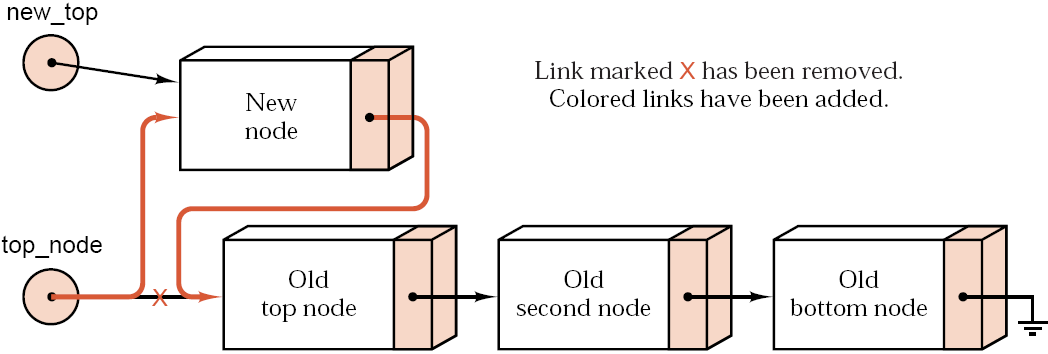 new_top
New
node
Link marked X has been removed.
Colored links have been added.
top_node
X
Old
top node
Old
second node
Old
bottom node